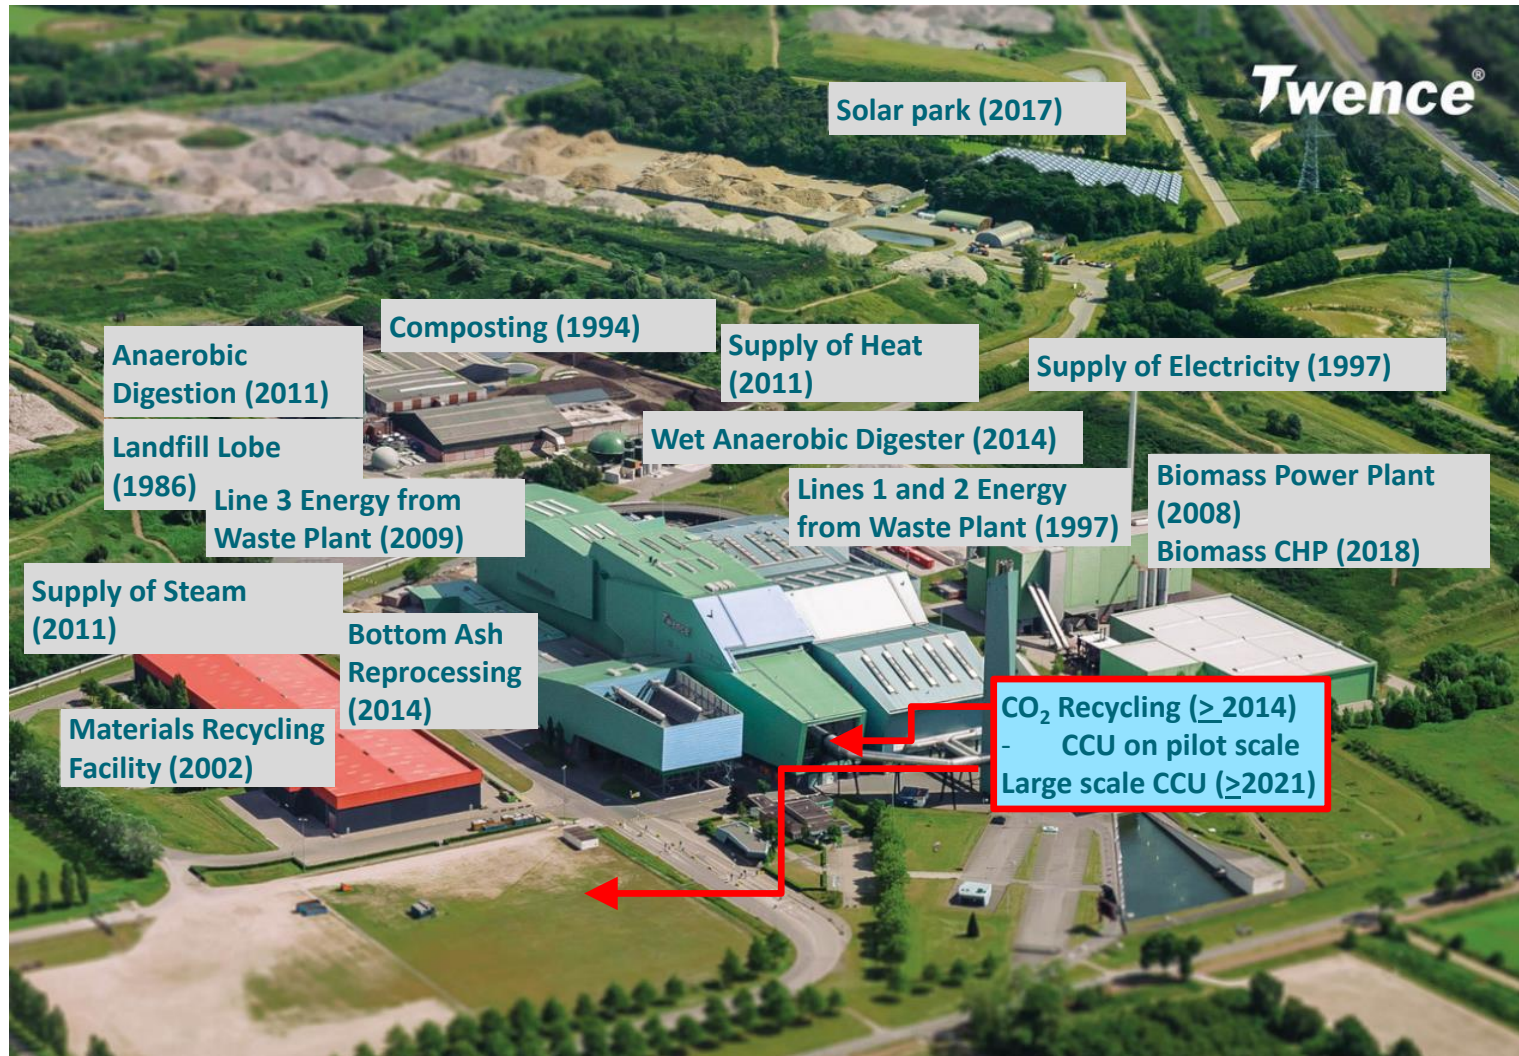 Twence®
Solar park (2017)
Composting (1994)
Anaerobic
Digestion (2011)
Supply of Heat
(2011)
Supply of Electricity (1997)
Landfill Lobe
(1986)
Wet Anaerobic Digester (2014)
Line 3 Energy from
Waste Plant (2009)
Lines 1 and 2 Energy
from Waste Plant (1997)
Biomass Power Plant
(2008)
Biomass CHP (2018)
Supply of Steam
(2011)
Bottom Ash
Reprocessing
(2014)
Twence
Materials Recycling
Facility (2002)
CO₂ Recycling (> 2014)
- CCU on pilot scale
Large scale CCU (>2021)